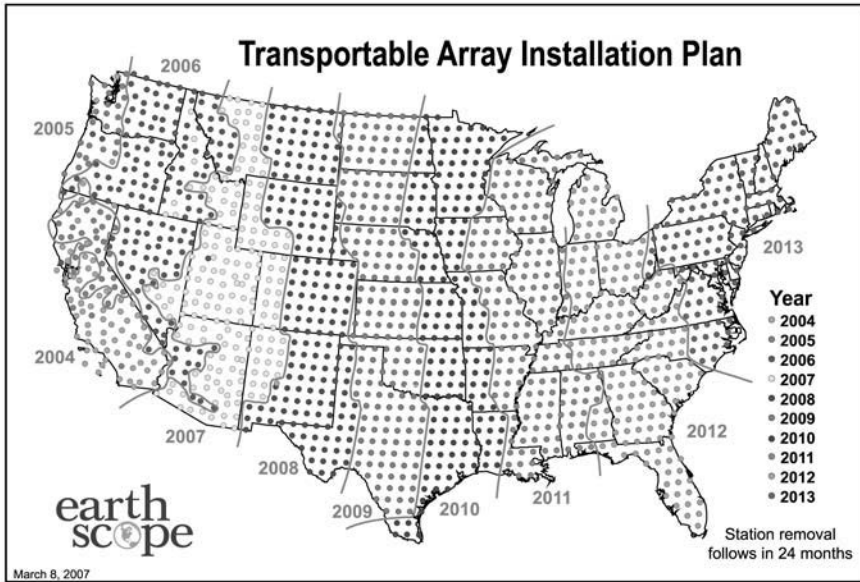 Transportable Array Installation Plan
2006
2005
2013
Year
2004
2005
2006
2007
2008
2009
2010
2011
2012
2013
2004
2007
2012
2008
2009
2010
2011
earth
scope
Station removal
follows in 24 months
March 8, 2007